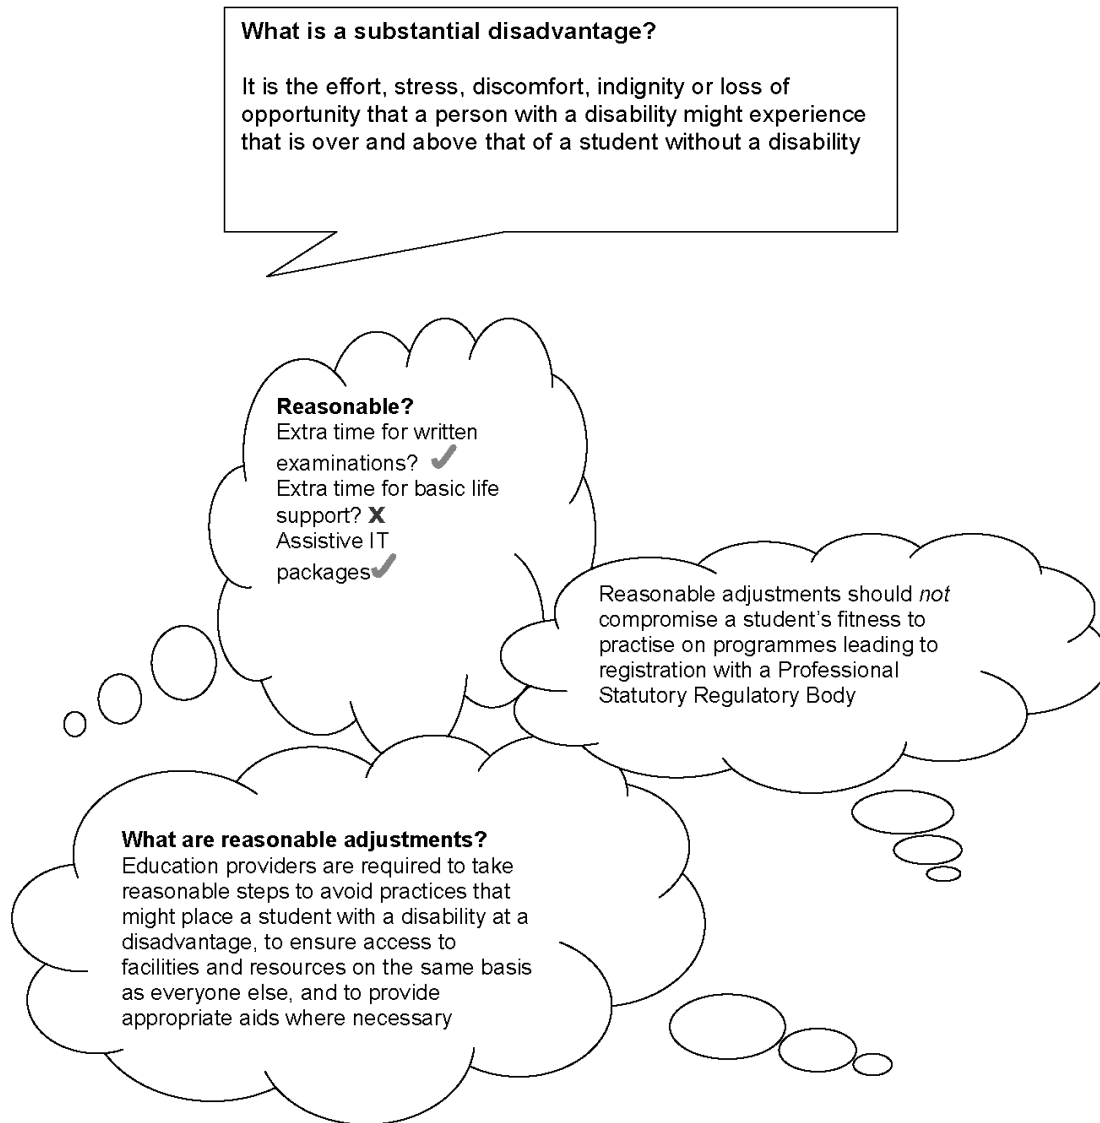 What is a substantial disadvantage?
It is the effort, stress, discomfort, indignity or loss of
opportunity that a person with a disability might experience
that is over and above that of a student without a disability
Reasonable?
Extra time for written
examinations? ✓
Extra time for basic life
support? X
Assistive IT
packages✓
Reasonable adjustments should not
compromise a student’s fitness to
practise on programmes leading to
registration with a Professional
Statutory Regulatory Body
What are reasonable adjustments?
Education providers are required to take
reasonable steps to avoid practices that
might place a student with a disability at a
disadvantage, to ensure access to
facilities and resources on the same basis
as everyone else, and to provide
appropriate aids where necessary